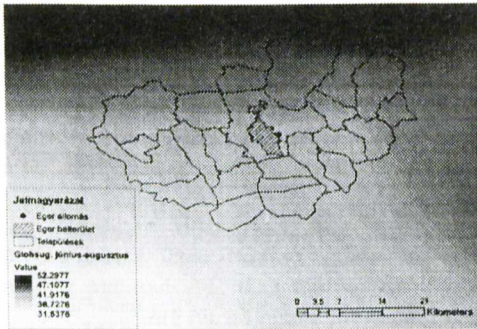 Jelmagyarázat
Eger állomás
Eger belterület
Települések
Globsug. június-augusztus
Value
52.2977
47.1077
41.9176
36.7276
31.5375
0 3.5 7 14 21
Kilometers